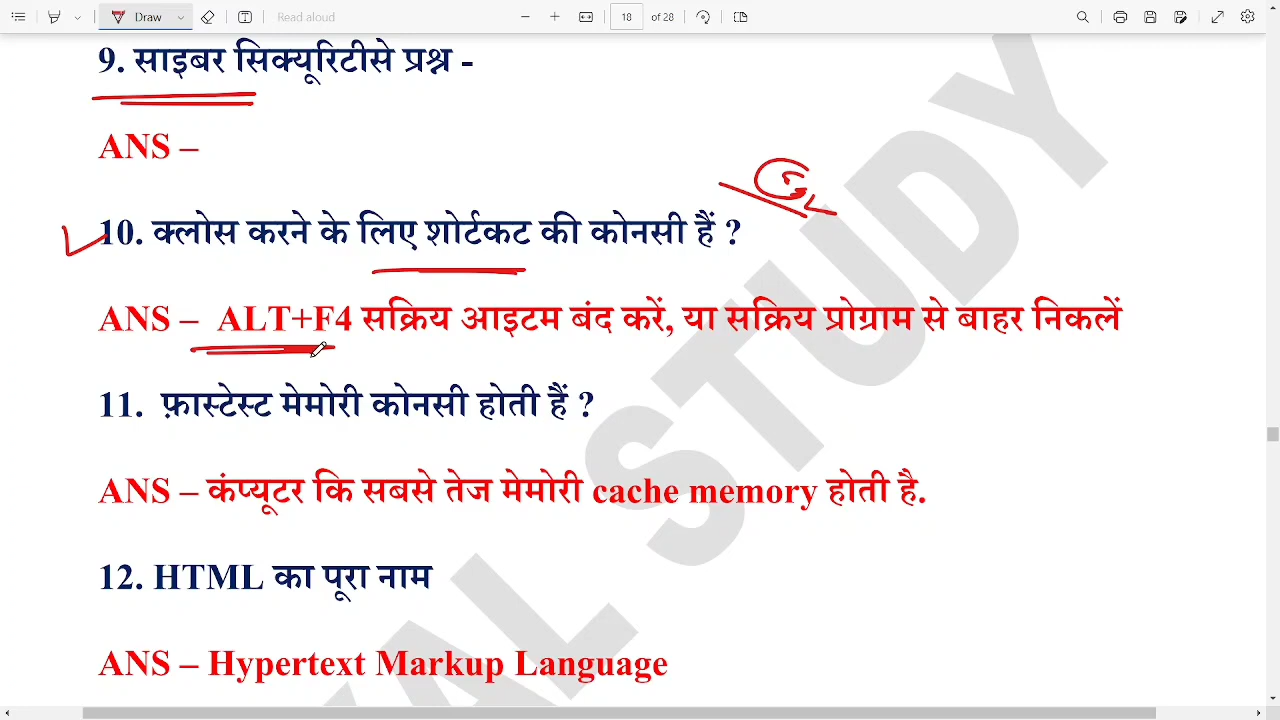 Draw
Read aloud
18 of 28
9. साइबर सिक्यूरिटीसे प्रश्न -
ANS –
10. क्लोस करने के लिए शोर्टकट की कोनसी हैं ?
ANS – ALT+F4 सक्रिय आइटम बंद करें, या सक्रिय प्रोग्राम से बाहर निकलें
11. फ़ास्टेस्ट मेमोरी कोनसी होती हैं ?
ANS – कंप्यूटर कि सबसे तेज मेमोरी cache memory होती है.
12. HTML का पूरा नाम
ANS – Hypertext Markup Language
STUDY